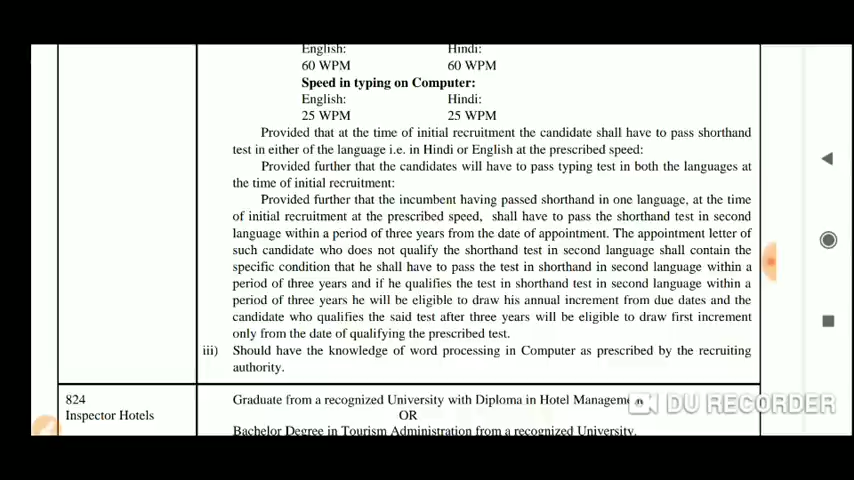 English: Hindi:
60 WPM 60 WPM
Speed in typing on Computer:
English: Hindi:
25 WPM 25 WPM
Provided that at the time of initial recruitment the candidate shall have to pass shorthand
test in either of the language i.e. in Hindi or English at the prescribed speed:
Provided further that the candidates will have to pass typing test in both the languages at
the time of initial recruitment:
Provided further that the incumbent having passed shorthand in one language, at the time
of initial recruitment at the prescribed speed, shall have to pass the shorthand test in second
language within a period of three years from the date of appointment. The appointment letter of
such candidate who does not qualify the shorthand test in second language shall contain the
specific condition that he shall have to pass the test in shorthand in second language within a
period of three years and if he qualifies the test in shorthand test in second language within a
period of three years he will be eligible to draw his annual increment from due dates and the
candidate who qualifies the said test after three years will be eligible to draw first increment
only from the date of qualifying the prescribed test.
iii) Should have the knowledge of word processing in Computer as prescribed by the recruiting
authority.
824 Graduate from a recognized University with Diploma in Hotel Management
Inspector Hotels OR
Bachelor Degree in Tourism Administration from a recognized University.
DU RECORDER